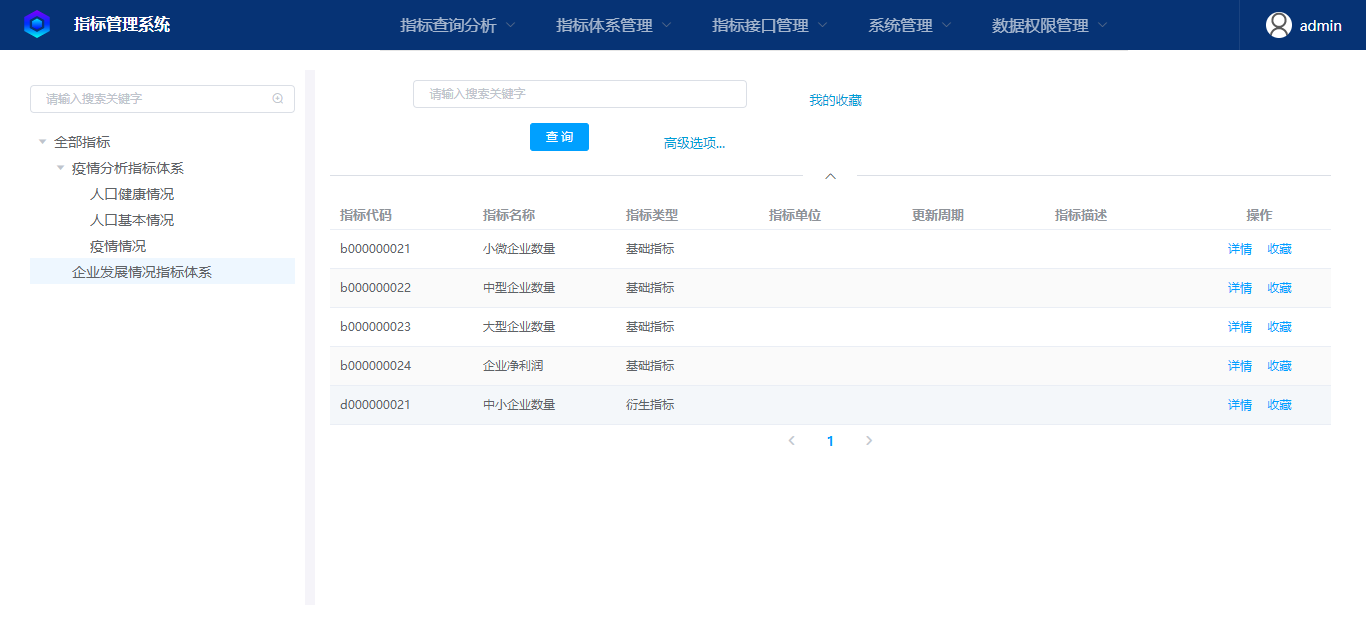 指标管理系统 指标查询分析 指标体系管理 指标接口管理 系统管理 数据权限管理 admin
请输入搜索关键字
全部指标
疫情分析指标体系
人口健康情况
人口基本情况
疫情情况
企业发展情况指标体系
请输入搜索关键字 我的收藏
查询 高级选项...
指标代码 指标名称 指标类型 指标单位 更新周期 指标描述 操作
b000000021 小微企业数量 基础指标 详情 收藏
b000000022 中型企业数量 基础指标 详情 收藏
b000000023 大型企业数量 基础指标 详情 收藏
b000000024 企业净利润 基础指标 详情 收藏
d000000021 中小企业数量 衍生指标 详情 收藏
1